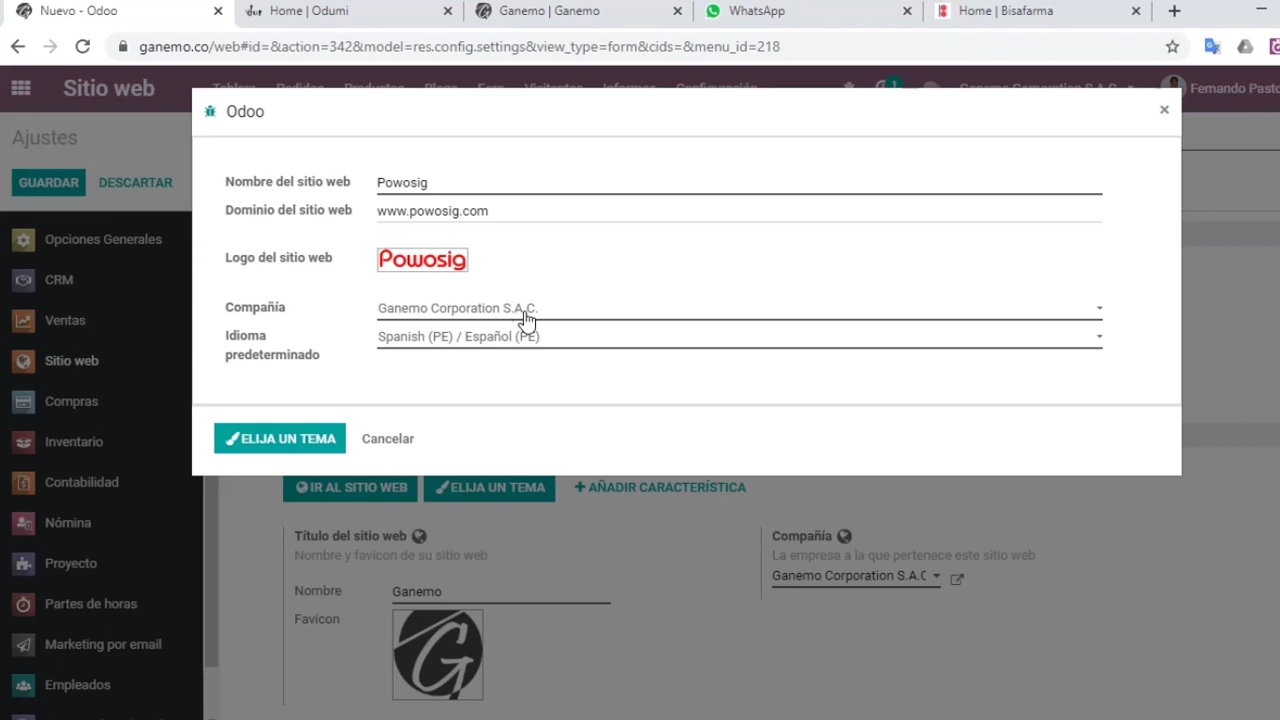 Nuevo - Odoo
Home | Odumi
Ganemo | Ganemo
WhatsApp
Home | Bisafarma
ganemo.co/web#id=&action=342&model=res.config.settings&view_type=form&cids=&menu_id=218
Sitio web
Fernando Pasto
Ajustes
GUARDAR DESCARTAR
Opciones Generales
CRM
Ventas
Sitio web
Compras
Inventario
Contabilidad
Nómina
Proyecto
Partes de horas
Marketing por email
Empleados
Odoo
Nombre del sitio web Powosig
Dominio del sitio web www.powosig.com
Logo del sitio web Powosig
Compañía Ganemo Corporation S.A.C.
Idioma predeterminado Spanish (PE) / Español (PE)
ELIJA UN TEMA Cancelar
IR AL SITIO WEB ELIJA UN TEMA + AÑADIR CARACTERÍSTICA
Título del sitio web
Nombre y favicon de su sitio web
Nombre Ganemo
Favicon
Compañía
La empresa a la que pertenece este sitio web
Ganemo Corporation S.A.C